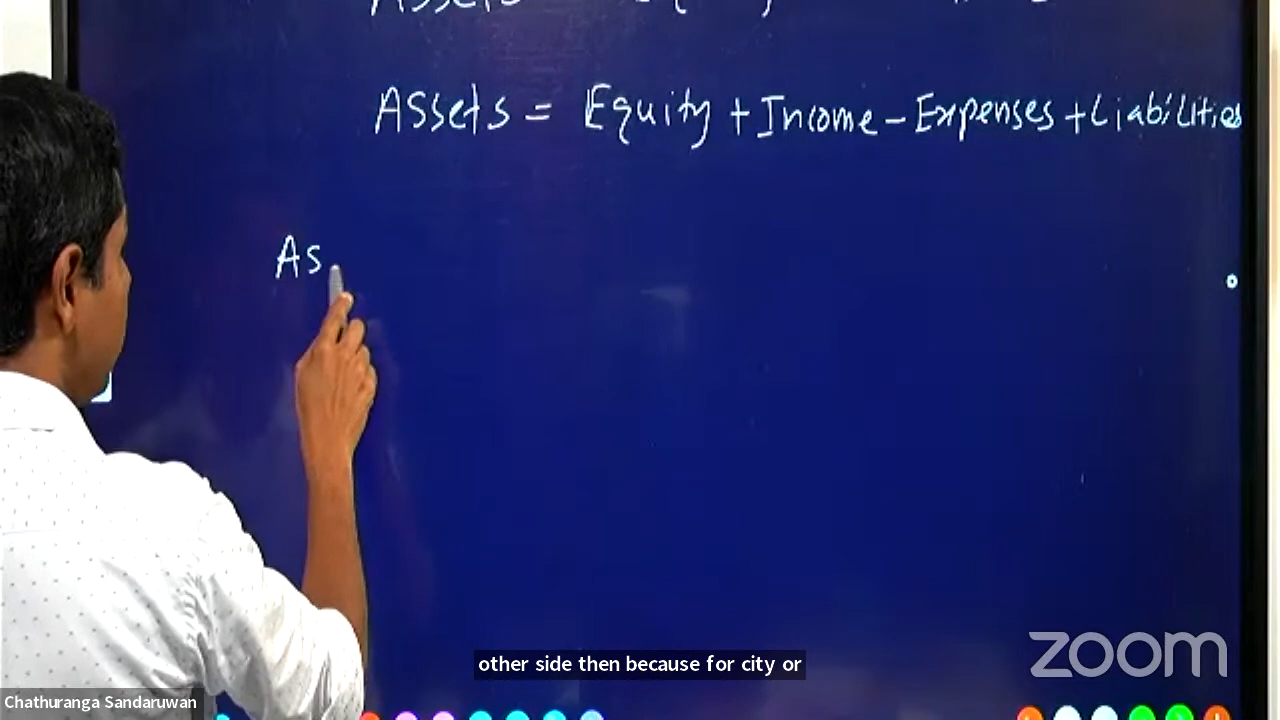 Assets = Equity + Income - Expenses + Liabilities
As
other side then because for city or
zoom
Chathuranga Sandaruwan